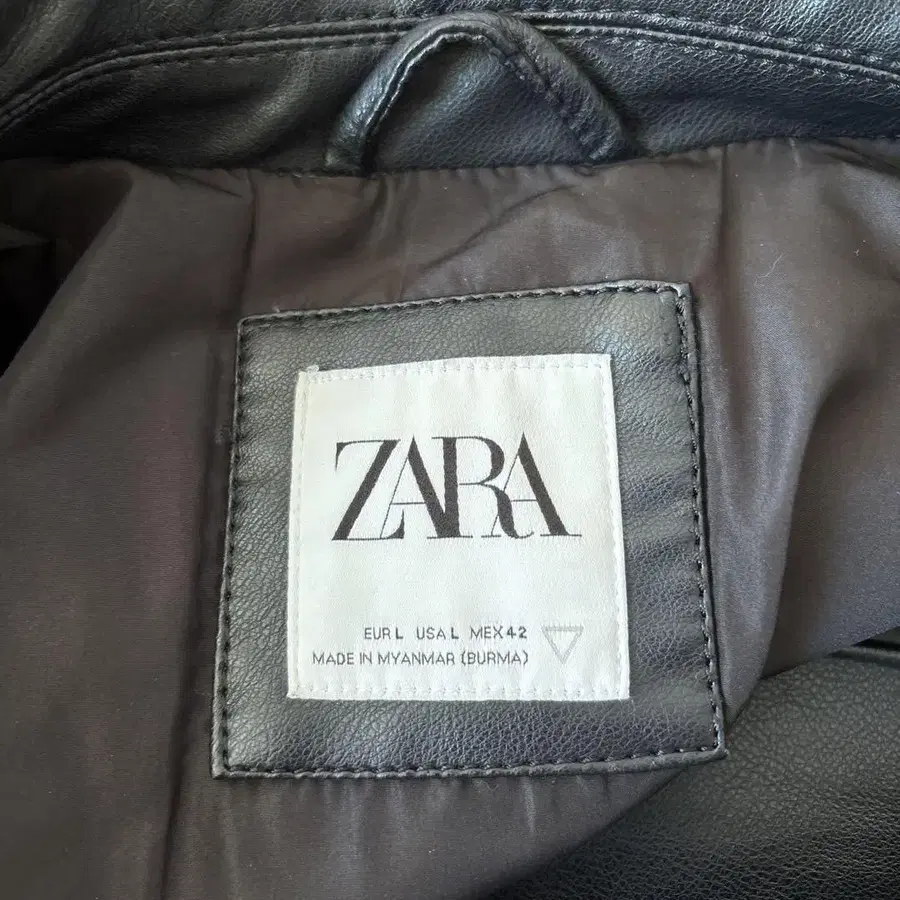 ZARA
EUR L USA L MEX 42
MADE IN MYANMAR (BURMA)